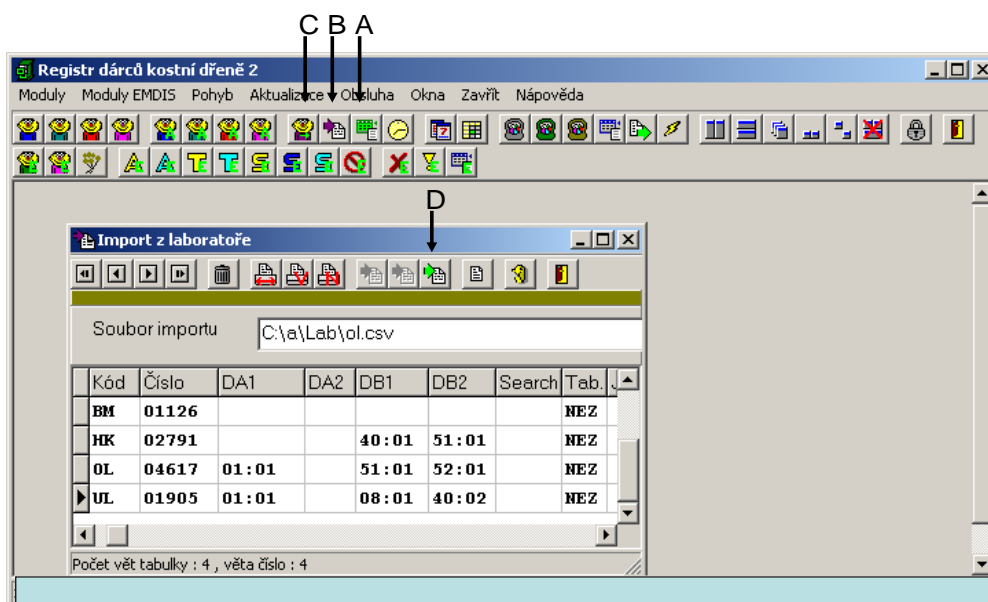 C B A
Registr dárců kostní dřeně 2
Moduly Moduly EMDIS Pohyb Aktualizace Obsluha Okna Zavřít Nápověda
D
Import z laboratoře
Soubor importu C:\a\Lab\ol.csv
Kód Číslo DA1 DA2 DB1 DB2 Search Tab.
BM 01126 NEZ
HK 02791 40:01 51:01 NEZ
OL 04617 01:01 51:01 52:01 NEZ
UL 01905 01:01 08:01 40:02 NEZ
Počet vět tabulky : 4 , věta číslo : 4